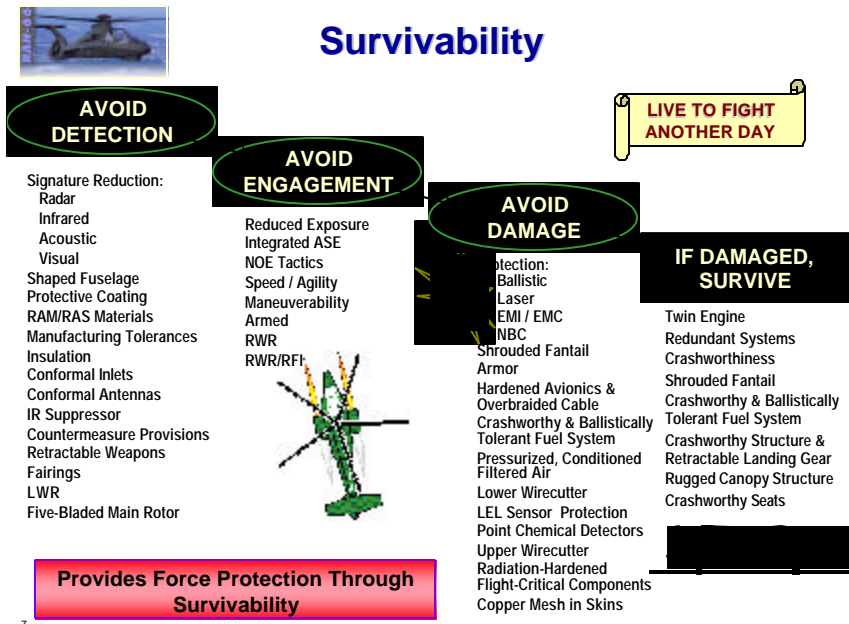 Survivability
LIVE TO FIGHT
ANOTHER DAY
AVOID
DETECTION
Signature Reduction:
Radar
Infrared
Acoustic
Visual
Shaped Fuselage
Protective Coating
RAM/RAS Materials
Manufacturing Tolerances
Insulation
Conformal Inlets
Conformal Antennas
IR Suppressor
Countermeasure Provisions
Retractable Weapons
Fairings
LWR
Five-Bladed Main Rotor
AVOID
ENGAGEMENT
Reduced Exposure
Integrated ASE
NOE Tactics
Speed / Agility
Maneuverability
Armed
RWR
RWR/RFI
AVOID
DAMAGE
otection:
Ballistic
Laser
EMI / EMC
NBC
Shrouded Fantail
Armor
Hardened Avionics &
Overbraided Cable
Crashworthy & Ballistically
Tolerant Fuel System
Pressurized, Conditioned
Filtered Air
Lower Wirecutter
LEL Sensor Protection
Point Chemical Detectors
Upper Wirecutter
Radiation-Hardened
Flight-Critical Components
Copper Mesh in Skins
IF DAMAGED,
SURVIVE
Twin Engine
Redundant Systems
Crashworthiness
Shrouded Fantail
Crashworthy & Ballistically
Tolerant Fuel System
Crashworthy Structure &
Retractable Landing Gear
Rugged Canopy Structure
Crashworthy Seats
Provides Force Protection Through
Survivability